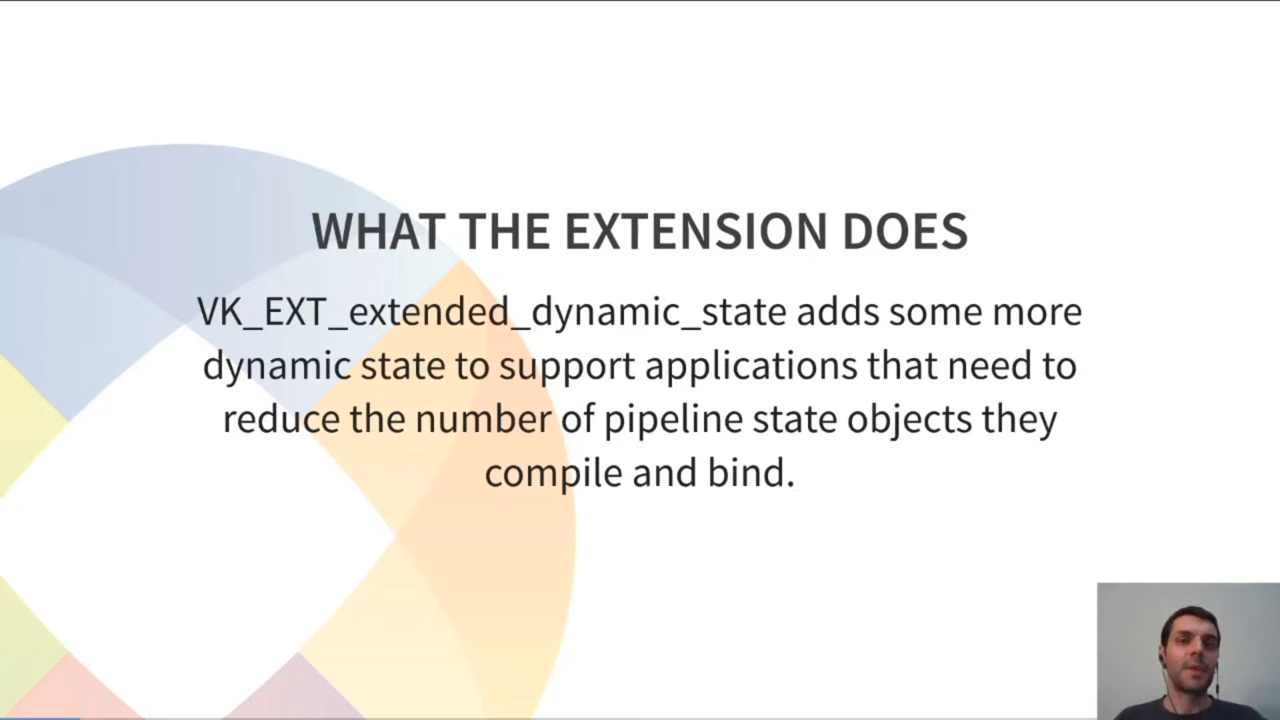 WHAT THE EXTENSION DOES
VK_EXT_extended_dynamic_state adds some more
dynamic state to support applications that need to
reduce the number of pipeline state objects they
compile and bind.